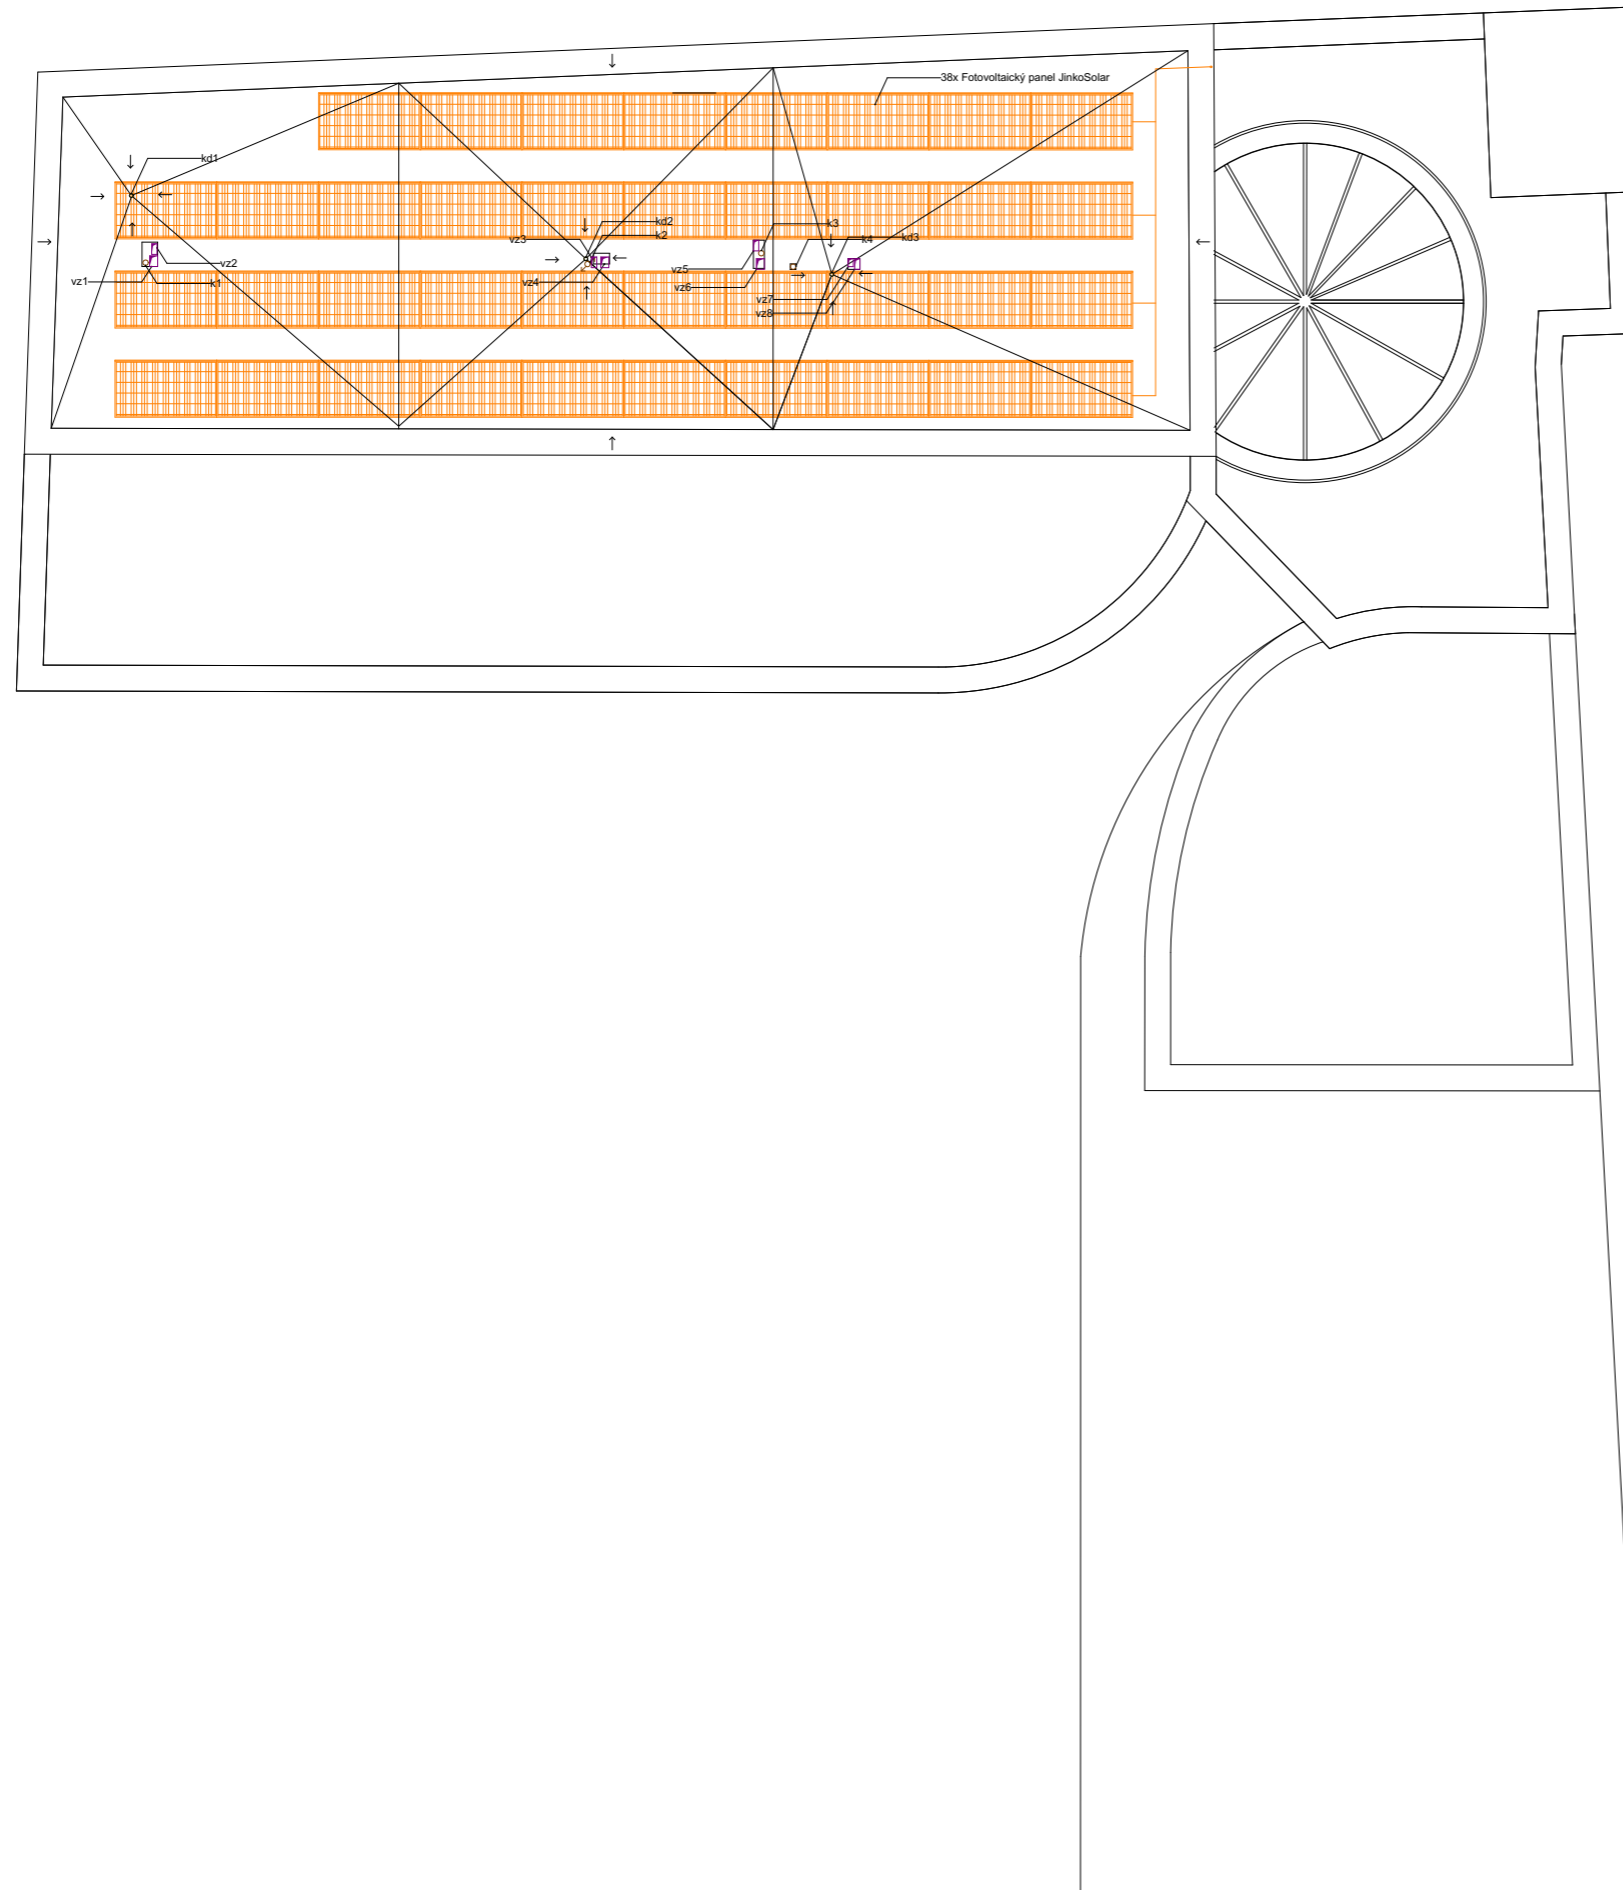 38x Fotovoltaický panel JinkoSolar
kd1
kd2
k3
k2
kd3
vz3
k4
vz2
vz5
vz1
k1
vz4
vz6
vz7
vz8